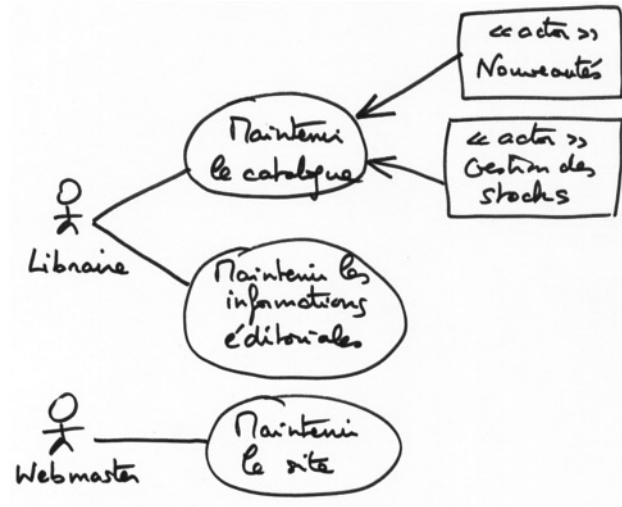 « actor »
Nouveautés
Maintenir
le catalogue
« actor »
Gestion des
stocks
Libraire
Maintenir les
informations
éditoriales
Maintenir
le site
Webmaster